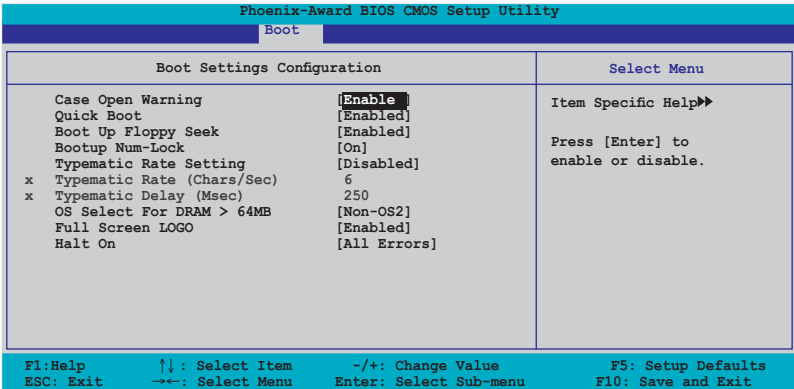 Phoenix-Award BIOS CMOS Setup Utility
Boot
Boot Settings Configuration
Select Menu
Case Open Warning [Enable ]
Quick Boot [Enabled]
Boot Up Floppy Seek [Enabled]
Bootup Num-Lock [On]
Typematic Rate Setting [Disabled]
x Typematic Rate (Chars/Sec) 6
x Typematic Delay (Msec) 250
OS Select For DRAM > 64MB [Non-OS2]
Full Screen LOGO [Enabled]
Halt On [All Errors]
Item Specific Help▶▶
Press [Enter] to
enable or disable.
F1:Help ↑↓ : Select Item -/+: Change Value F5: Setup Defaults
ESC: Exit →←: Select Menu Enter: Select Sub-menu F10: Save and Exit